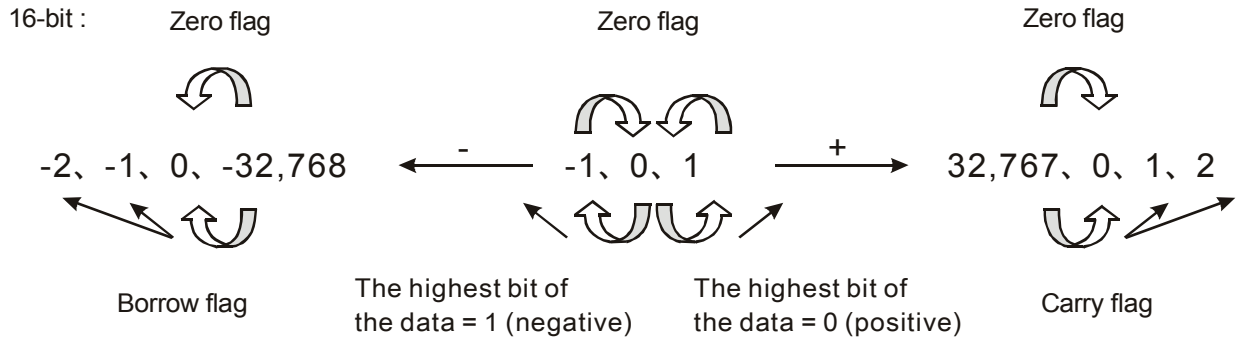 16-bit :
Zero flag
Zero flag
Zero flag
-2、-1、0、-32,768
-
-1、0、1
+
32,767、0、1、2
Borrow flag
The highest bit of
the data = 1 (negative)
The highest bit of
the data = 0 (positive)
Carry flag